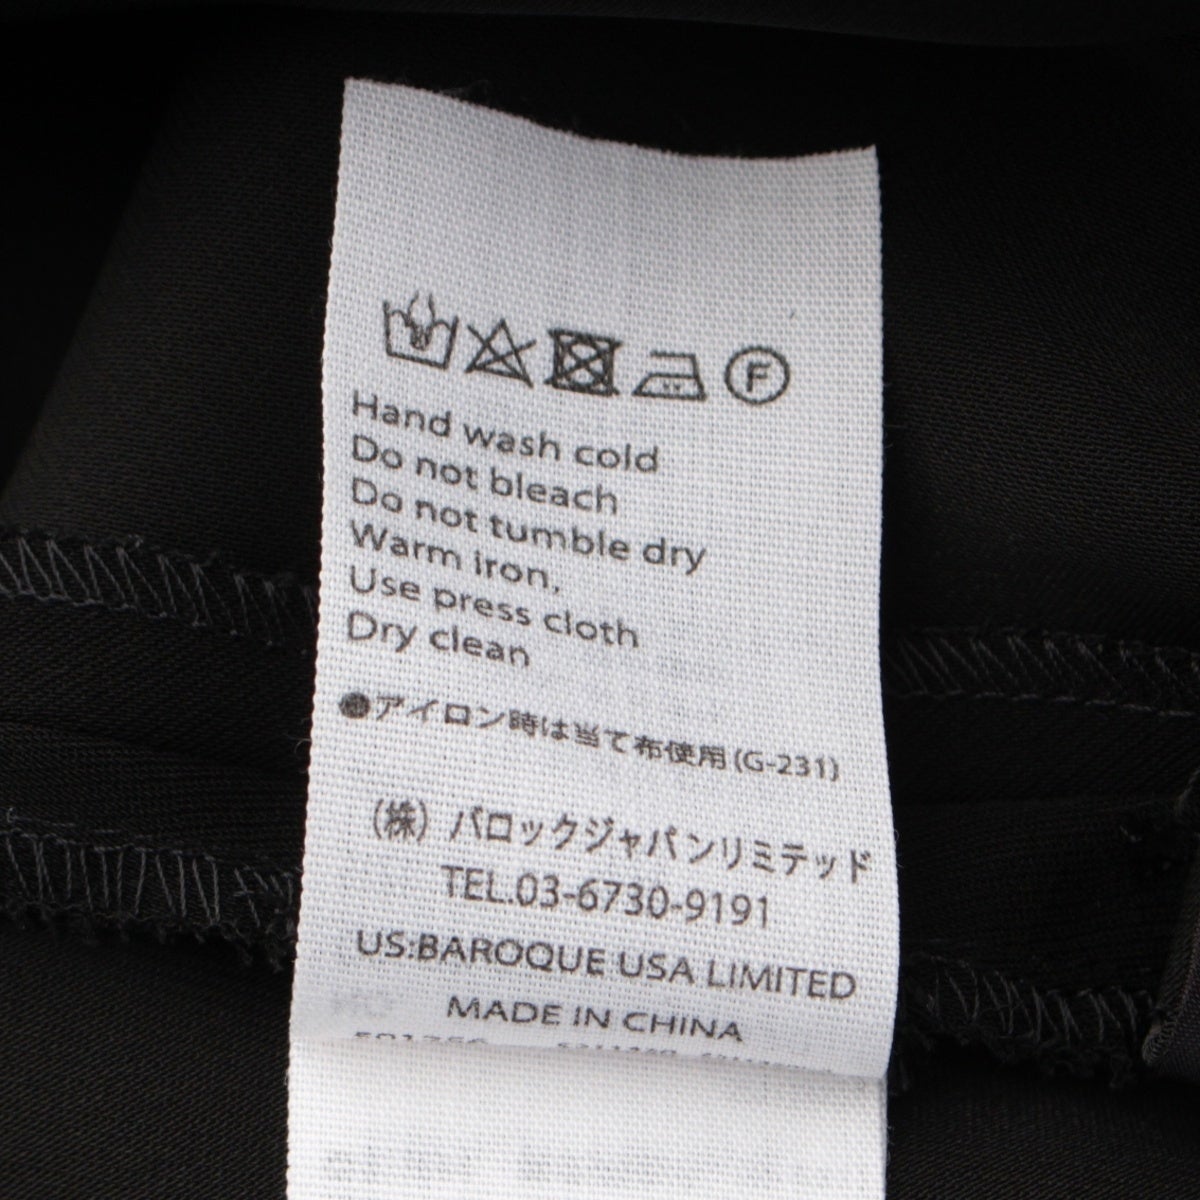 F
Hand wash cold
Do not bleach
Do not tumble dry
Warm iron,
Use press cloth
Dry clean
●アイロン時は当て布使用(G-231)
(株) バロックジャパンリミテッド
TEL.03-6730-9191
US:BAROQUE USA LIMITED
MADE IN CHINA